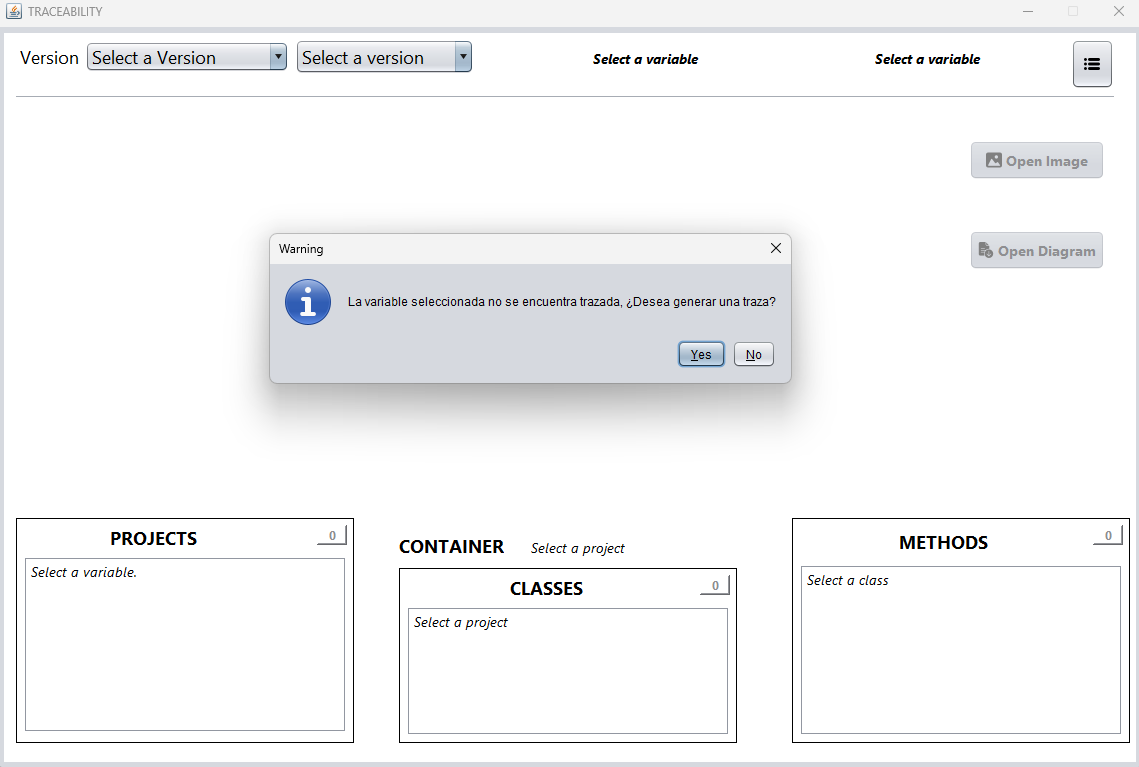 TRACEABILITY
Version
Select a Version
Select a version
Select a variable
Select a variable
Open Image
Open Diagram
Warning
La variable seleccionada no se encuentra trazada, ¿Desea generar una traza?
Yes
No
PROJECTS
0
Select a variable.
CONTAINER
Select a project
CLASSES
0
Select a project
METHODS
0
Select a class